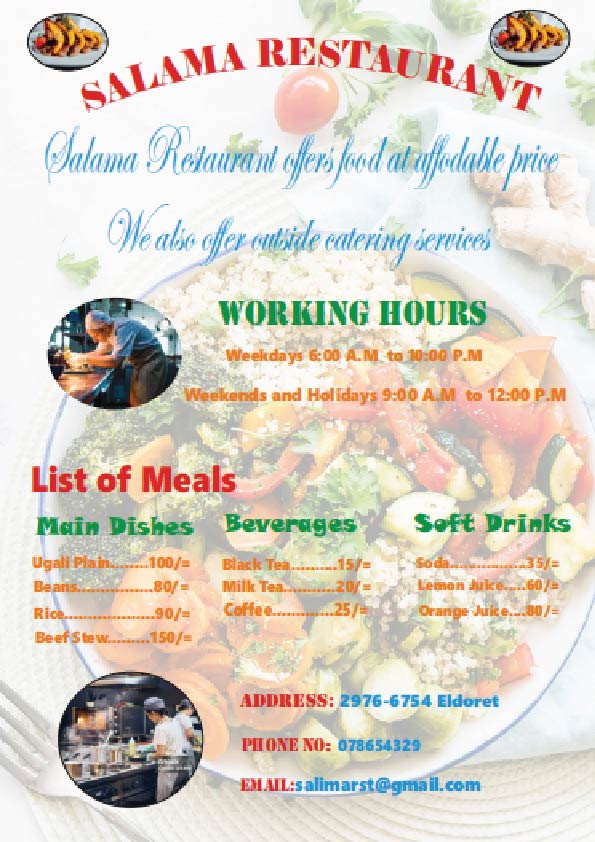 SALAMA RESTAURANT
Salama Restaurant offers food at affodable price
We also offer outside catering services
WORKING HOURS
Weekdays 6:00 A.M to 10:00 P.M
Weekends and Holidays 9:00 A.M to 12:00 P.M
List of Meals
Main Dishes
Ugali Plain........100/=
Beans..................80/=
Rice.....................90/=
Beef Stew.........150/=
Beverages
Black Tea..........15/=
Milk Tea...........20/=
Coffee.............25/=
Soft Drinks
Soda.................35/=
Lemon Juice.....60/=
Orange Juice....80/=
ADDRESS: 2976-6754 Eldoret
PHONE NO: 078654329
EMAIL:salimarst@gmail.com